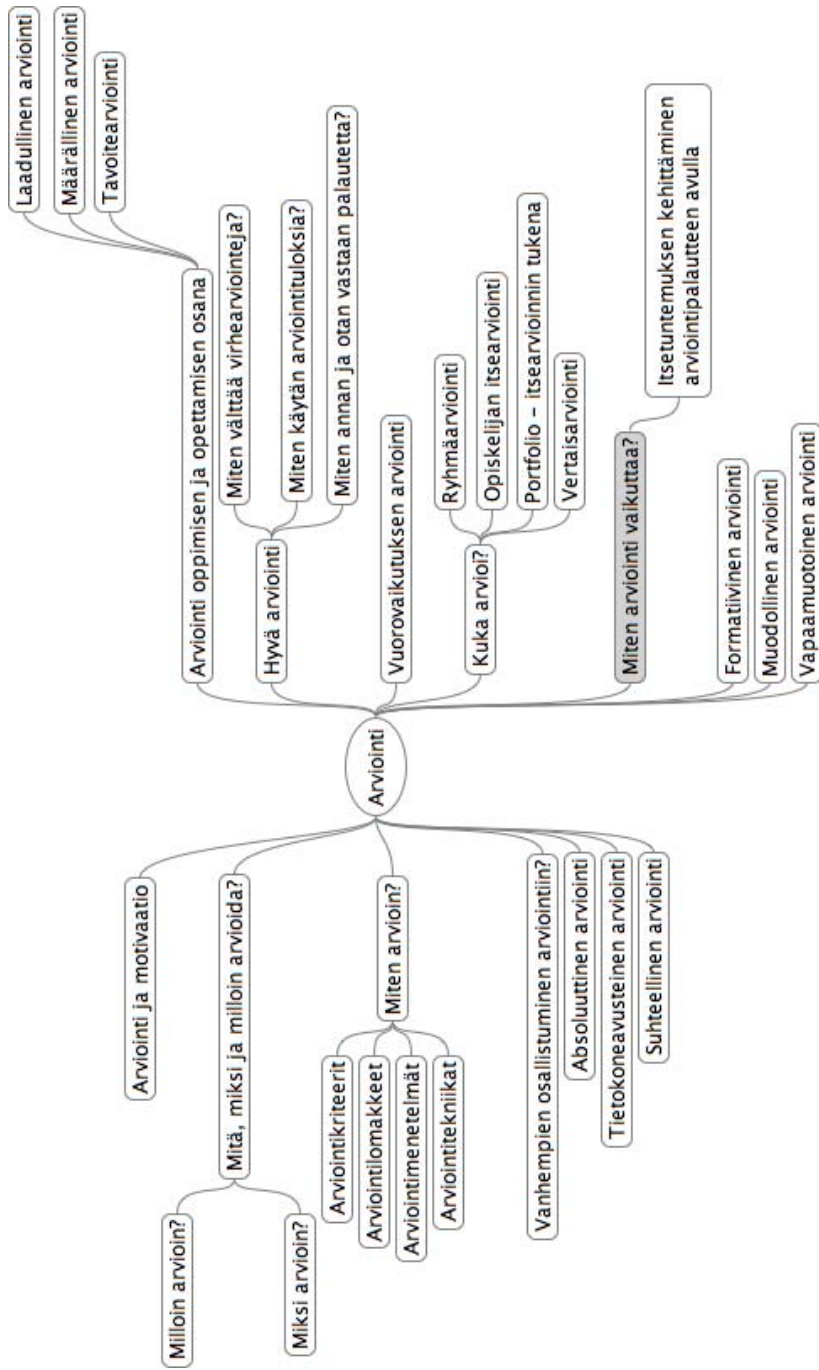 Arviointi
Arviointi ja motivaatio
Mitä, miksi ja milloin arvioida?
Milloin arvioin?
Miksi arvioin?
Miten arvioin?
Arviointikriteerit
Arviointilomakkeet
Arviointimenetelmät
Arviointitekniikat
Vanhempien osallistuminen arviointiin?
Absoluuttinen arviointi
Tietokoneavusteinen arviointi
Suhteellinen arviointi
Arviointi oppimisen ja opettamisen osana
Laadullinen arviointi
Määrällinen arviointi
Tavoitearviointi
Hyvä arviointi
Miten välttää virhearviointeja?
Miten käytän arviointituloksia?
Miten annan ja otan vastaan palautetta?
Vuorovaikutuksen arviointi
Kuka arvioi?
Ryhmäarviointi
Opiskelijan itsearviointi
Portfolio - itsearvioinnin tukena
Vertaisarviointi
Miten arviointi vaikuttaa?
Itsetuntemuksen kehittäminen
arviointipalautteen avulla
Formatiivinen arviointi
Muodollinen arviointi
Vapaamuotoinen arviointi